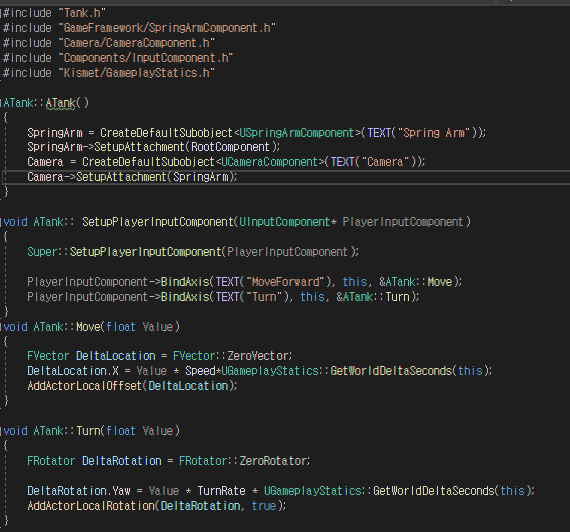 #include "Tank.h"
#include "GameFramework/SpringArmComponent.h"
#include "Camera/CameraComponent.h"
#include "Components/InputComponent.h"
#include "Kismet/GameplayStatics.h"
ATank::ATank()
{
SpringArm = CreateDefaultSubobject<USpringArmComponent>(TEXT("Spring Arm"));
SpringArm->SetupAttachment(RootComponent);
Camera = CreateDefaultSubobject<UCameraComponent>(TEXT("Camera"));
Camera->SetupAttachment(SpringArm);
}
void ATank:: SetupPlayerInputComponent(UInputComponent* PlayerInputComponent)
{
Super::SetupPlayerInputComponent(PlayerInputComponent);
PlayerInputComponent->BindAxis(TEXT("MoveForward"), this, &ATank::Move);
PlayerInputComponent->BindAxis(TEXT("Turn"), this, &ATank::Turn);
}
void ATank::Move(float Value)
{
FVector DeltaLocation = FVector::ZeroVector;
DeltaLocation.X = Value * Speed*UGameplayStatics::GetWorldDeltaSeconds(this);
AddActorLocalOffset(DeltaLocation);
}
void ATank::Turn(float Value)
{
FRotator DeltaRotation = FRotator::ZeroRotator;
DeltaRotation.Yaw = Value * TurnRate * UGameplayStatics::GetWorldDeltaSeconds(this);
AddActorLocalRotation(DeltaRotation, true);
}